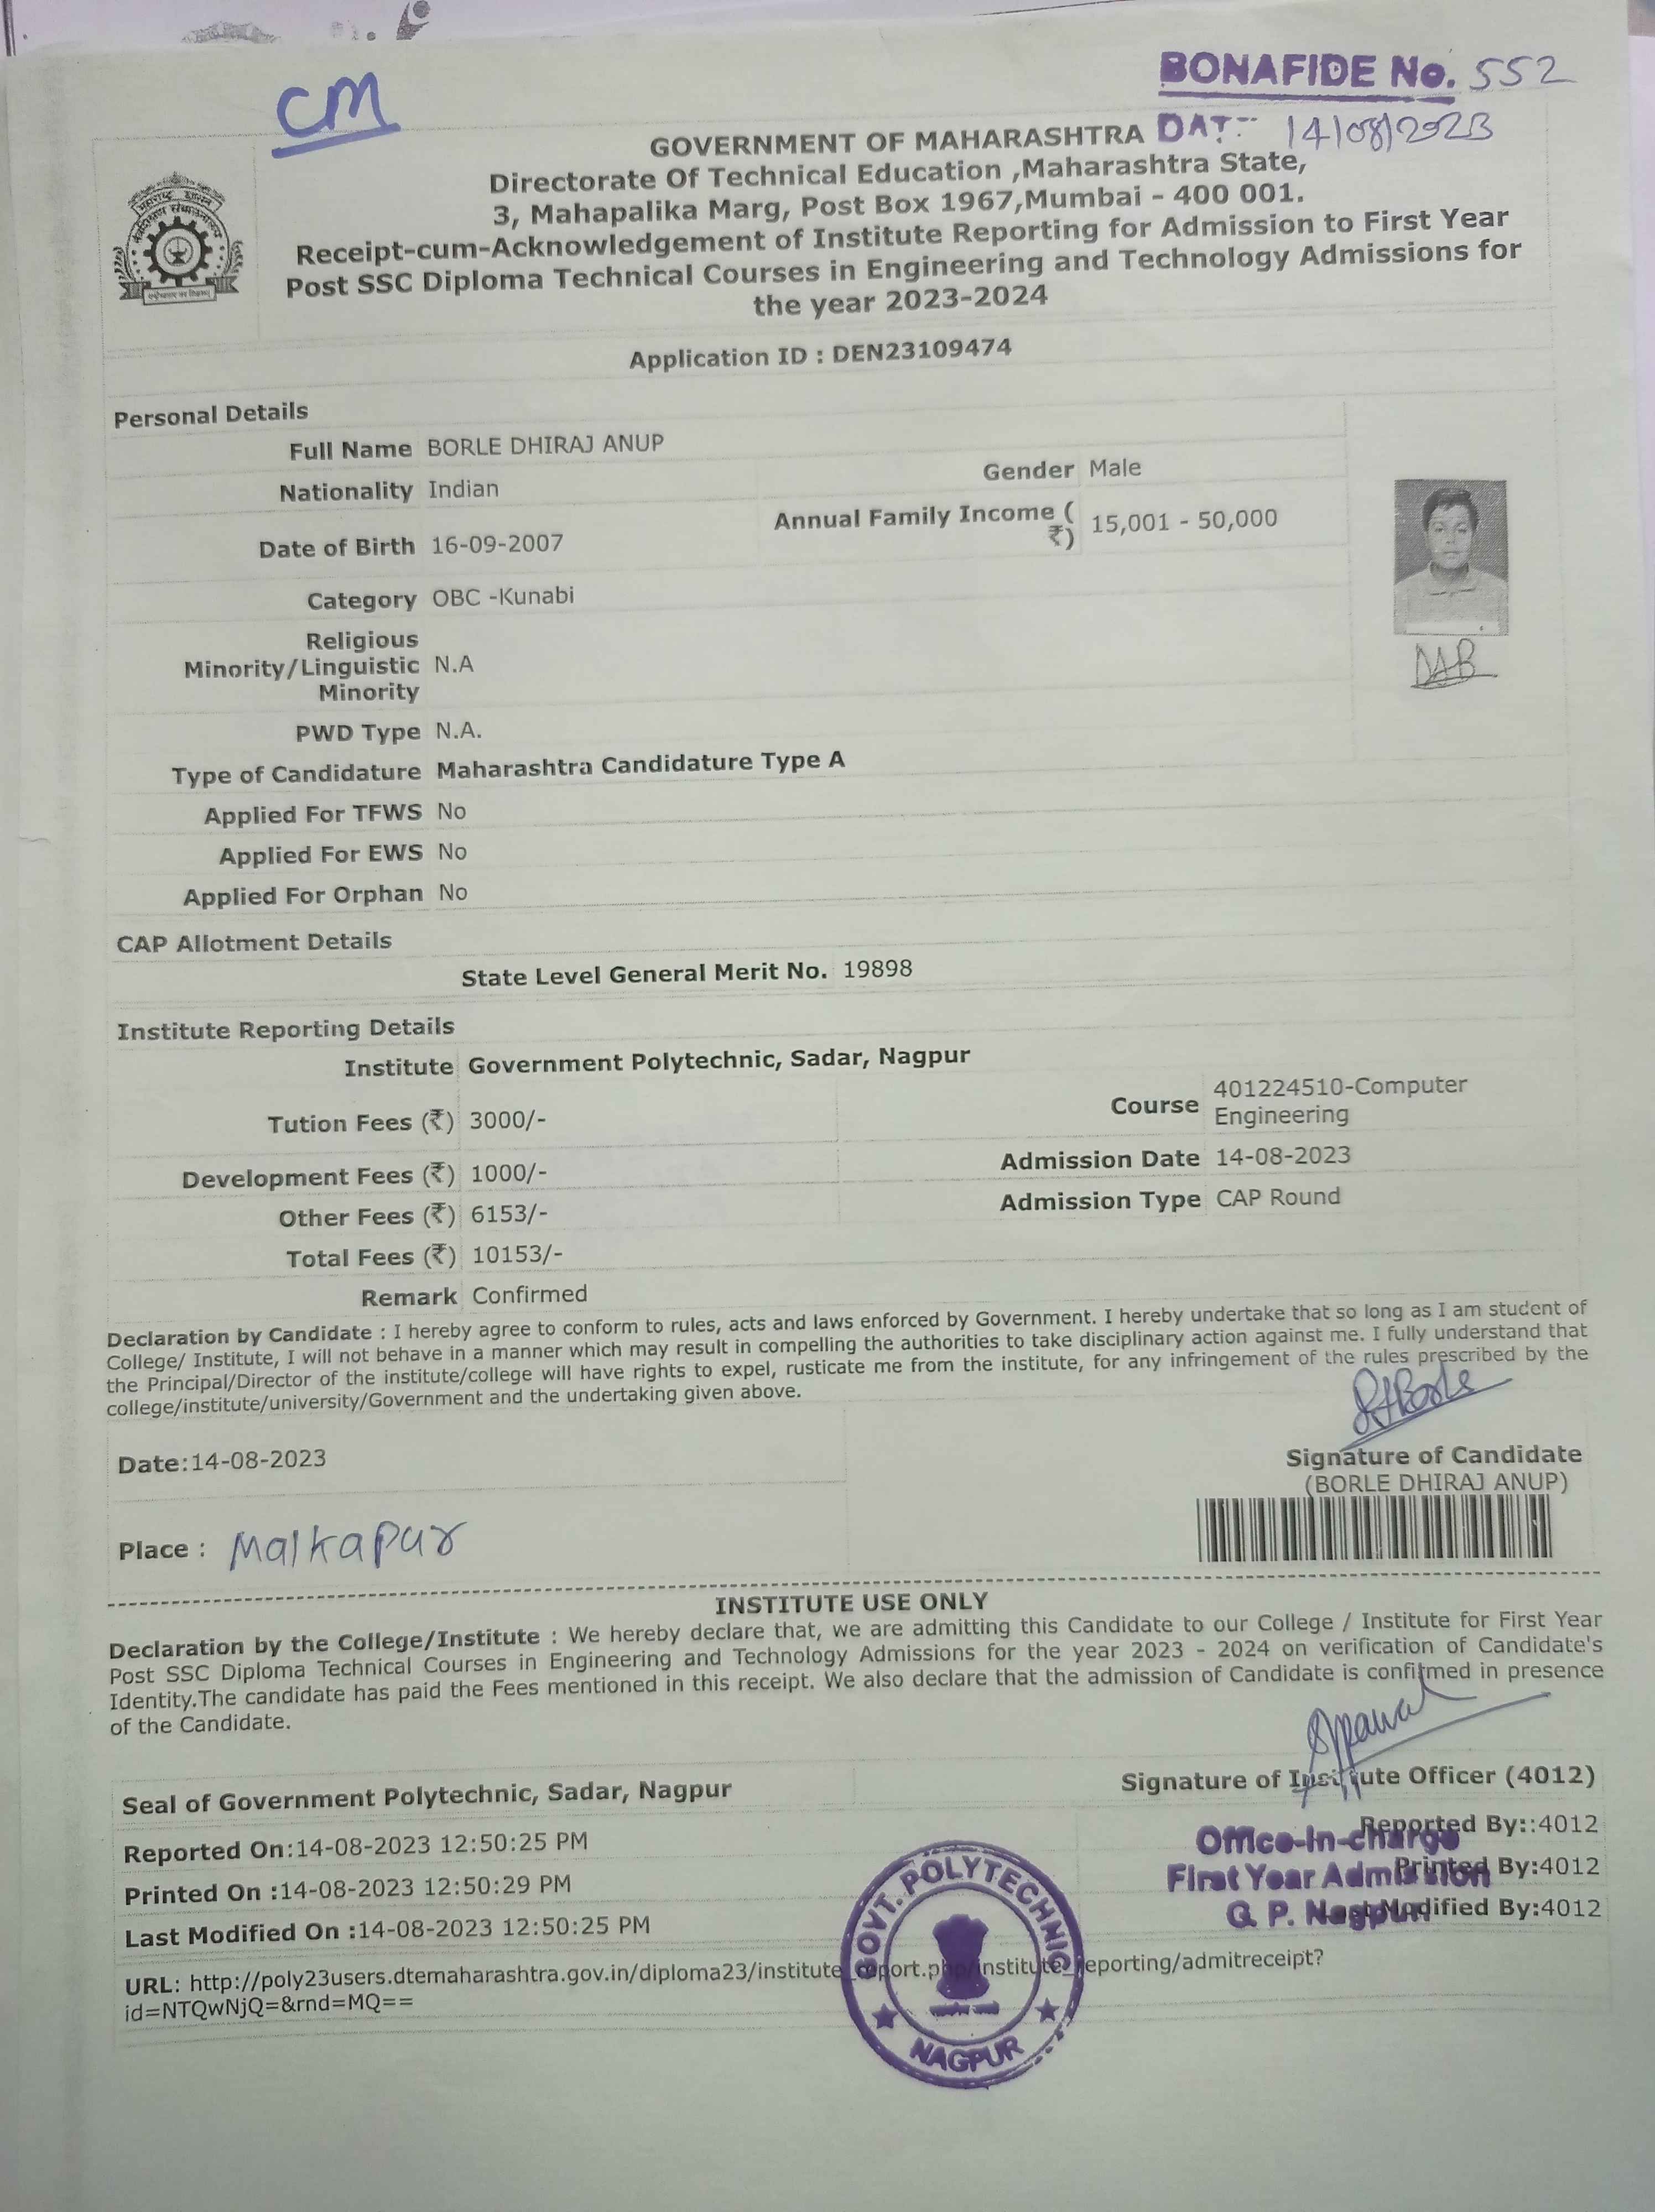 CM
BONAFIDE No. 552
DAT 14/08/2023
GOVERNMENT OF MAHARASHTRA
Directorate Of Technical Education ,Maharashtra State,
3, Mahapalika Marg, Post Box 1967,Mumbai - 400 001.
Receipt-cum-Acknowledgement of Institute Reporting for Admission to First Year
Post SSC Diploma Technical Courses in Engineering and Technology Admissions for
the year 2023-2024
Application ID : DEN23109474
Personal Details
Full Name BORLE DHIRAJ ANUP
Nationality Indian
Gender Male
Date of Birth 16-09-2007
Annual Family Income (
₹) 15,001 - 50,000
Category OBC -Kunabi
Religious
Minority/Linguistic N.A
Minority
DAB
PWD Type N.A.
Type of Candidature Maharashtra Candidature Type A
Applied For TFWS No
Applied For EWS No
Applied For Orphan No
CAP Allotment Details
State Level General Merit No. 19898
Institute Reporting Details
Institute Government Polytechnic, Sadar, Nagpur
Tution Fees (₹) 3000/-
Course 401224510-Computer
Engineering
Development Fees (₹) 1000/-
Admission Date 14-08-2023
Other Fees (₹) 6153/-
Admission Type CAP Round
Total Fees (₹) 10153/-
Remark Confirmed
Declaration by Candidate : I hereby agree to conform to rules, acts and laws enforced by Government. I hereby undertake that so long as I am student of
College/ Institute, I will not behave in a manner which may result in compelling the authorities to take disciplinary action against me. I fully understand that
the Principal/Director of the institute/college will have rights to expel, rusticate me from the institute, for any infringement of the rules prescribed by the
college/institute/university/Government and the undertaking given above.
Date:14-08-2023
Signature of Candidate
(BORLE DHIRAJ ANUP)
Place : Malkapur
INSTITUTE USE ONLY
Declaration by the College/Institute : We hereby declare that, we are admitting this Candidate to our College / Institute for First Year
Post SSC Diploma Technical Courses in Engineering and Technology Admissions for the year 2023 - 2024 on verification of Candidate's
Identity.The candidate has paid the Fees mentioned in this receipt. We also declare that the admission of Candidate is confirmed in presence
of the Candidate.
Seal of Government Polytechnic, Sadar, Nagpur
Signature of Institute Officer (4012)
Reported On:14-08-2023 12:50:25 PM
Reported By::4012
Office-In-charge
Printed On :14-08-2023 12:50:29 PM
Printed By:4012
First Year Admission
Last Modified On :14-08-2023 12:50:25 PM
Last Modified By:4012
G. P. Nagpur
URL: http://poly23users.dtemaharashtra.gov.in/diploma23/institute_report.php/institute_reporting/admitreceipt?
id=NTQwNjQ=&rnd=MQ==
GOVT. POLYTECHNIC
NAGPUR